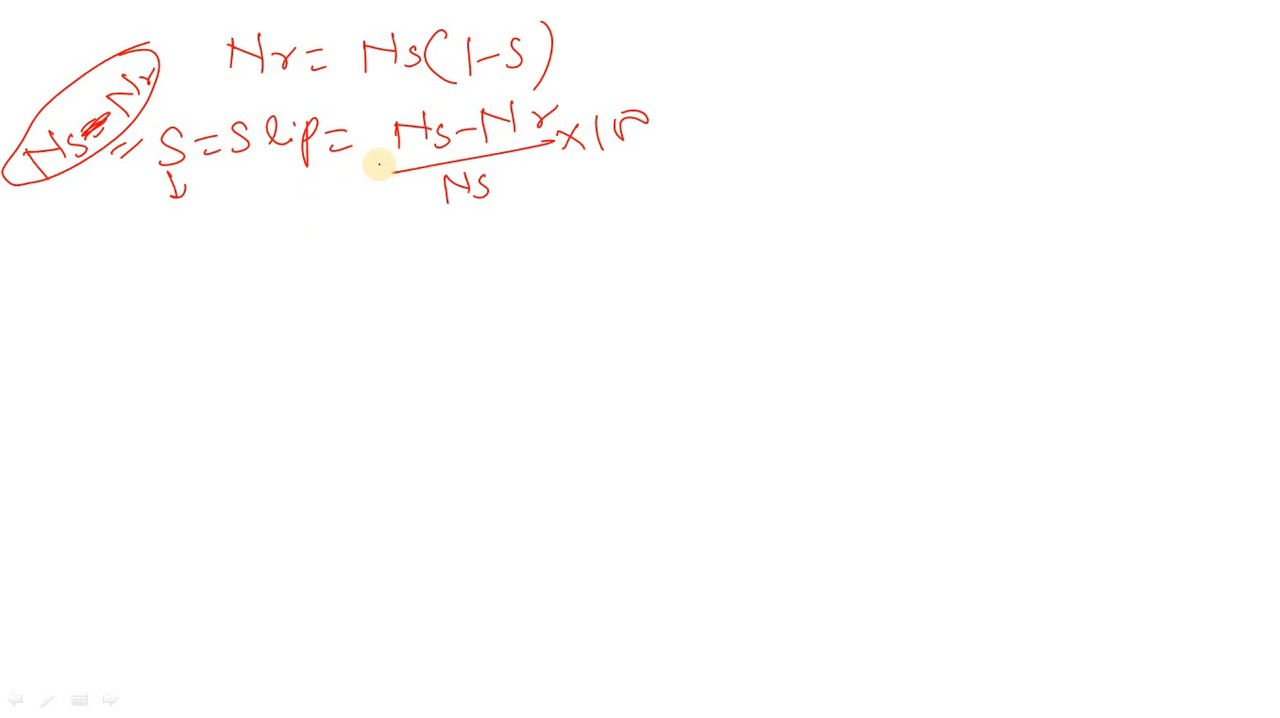 Nr = Ns(1-S)
Ns - Nr = S = Slip = Ns-Nr × 100
Ns